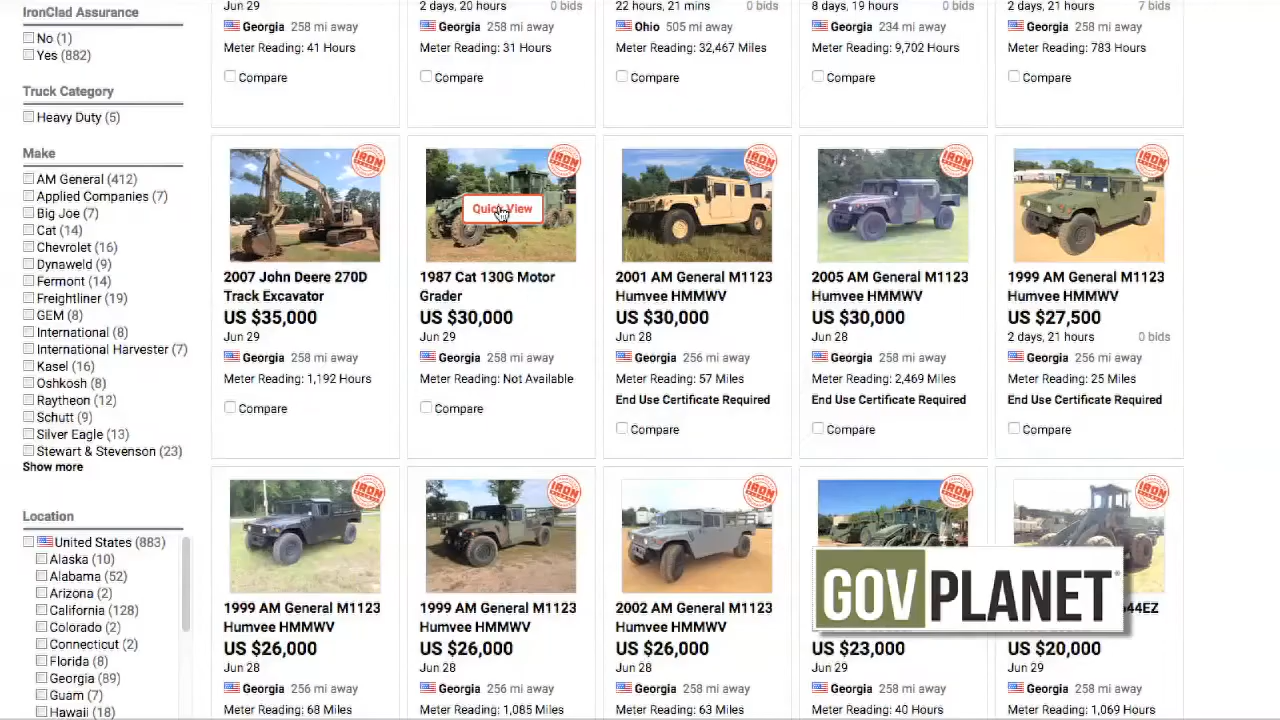 IronClad Assurance
No (1)
Yes (882)
Truck Category
Heavy Duty (5)
Make
AM General (412)
Applied Companies (7)
Big Joe (7)
Cat (14)
Chevrolet (16)
Dynaweld (9)
Fermont (14)
Freightliner (19)
GEM (8)
International (8)
International Harvester (7)
Kasel (16)
Oshkosh (8)
Raytheon (12)
Schutt (9)
Silver Eagle (13)
Stewart & Stevenson (23)
Show more
Location
United States (883)
Alaska (10)
Alabama (52)
Arizona (2)
California (128)
Colorado (2)
Connecticut (2)
Florida (8)
Georgia (89)
Guam (7)
Hawaii (18)
Jun 29
Georgia 258 mi away
Meter Reading: 41 Hours
Compare
2 days, 20 hours 0 bids
Georgia 258 mi away
Meter Reading: 31 Hours
Compare
22 hours, 21 mins 0 bids
Ohio 505 mi away
Meter Reading: 32,467 Miles
Compare
8 days, 19 hours 0 bids
Georgia 234 mi away
Meter Reading: 9,702 Hours
Compare
2 days, 21 hours 7 bids
Georgia 258 mi away
Meter Reading: 783 Hours
Compare
IRON
2007 John Deere 270D
Track Excavator
US $35,000
Jun 29
Georgia 258 mi away
Meter Reading: 1,192 Hours
Compare
IRON
Quick View
1987 Cat 130G Motor
Grader
US $30,000
Jun 29
Georgia 258 mi away
Meter Reading: Not Available
Compare
IRON
2001 AM General M1123
Humvee HMMWV
US $30,000
Jun 28
Georgia 256 mi away
Meter Reading: 57 Miles
End Use Certificate Required
Compare
IRON
2005 AM General M1123
Humvee HMMWV
US $30,000
Jun 28
Georgia 256 mi away
Meter Reading: 2,469 Miles
End Use Certificate Required
Compare
IRON
1999 AM General M1123
Humvee HMMWV
US $27,500
2 days, 21 hours 0 bids
Georgia 256 mi away
Meter Reading: 25 Miles
End Use Certificate Required
Compare
IRON
1999 AM General M1123
Humvee HMMWV
US $26,000
Jun 28
Georgia 256 mi away
Meter Reading: 68 Miles
IRON
1999 AM General M1123
Humvee HMMWV
US $26,000
Jun 28
Georgia 256 mi away
Meter Reading: 1,085 Miles
IRON
2002 AM General M1123
Humvee HMMWV
US $26,000
Jun 28
Georgia 256 mi away
Meter Reading: 63 Miles
IRON
US $23,000
Jun 29
Georgia 258 mi away
Meter Reading: 40 Hours
IRON
644EZ
US $20,000
Jun 29
Georgia 258 mi away
Meter Reading: 1,069 Hours
GOVPLANET